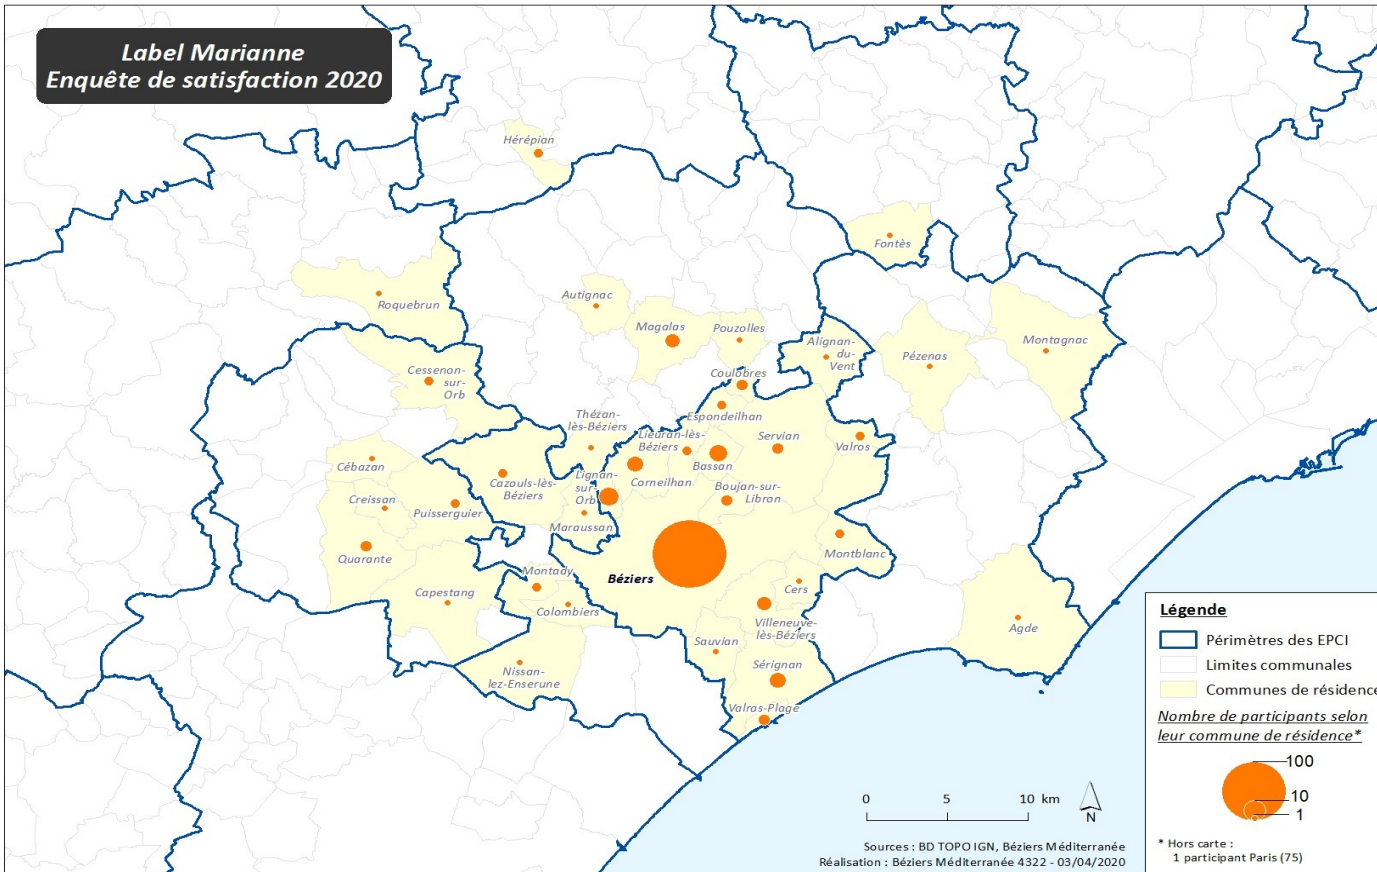 Label Marianne
Enquête de satisfaction 2020
Hérépian
Fontès
Roquebrun
Autignac
Magalas
Pouzolles
Alignan-
du-
Vent
Pézenas
Montagnac
Cessenon-
sur-
Orb
Coulobres
Espondeilhan
Thézan-
lès-Béziers
Lieuran-lès-
Béziers
Servian
Valros
Cébazan
Cazouls-lès-
Béziers
Lignan-
sur-
Orb
Corneilhan
Bassan
Boujan-sur-
Libron
Creissan
Puisserguier
Maraussan
Quarante
Montblanc
Béziers
Montady
Capestang
Colombiers
Cers
Villeneuve-
lès-Béziers
Agde
Sauvian
Nissan-
lez-Enserune
Sérignan
Valras-Plage
Légende
Périmètres des EPCI
Limites communales
Communes de résidence
Nombre de participants selon
leur commune de résidence*
100
10
1
* Hors carte :
1 participant Paris (75)
0 5 10 km
N
Sources : BD TOPO IGN, Béziers Méditerranée
Réalisation : Béziers Méditerranée 4322 - 03/04/2020